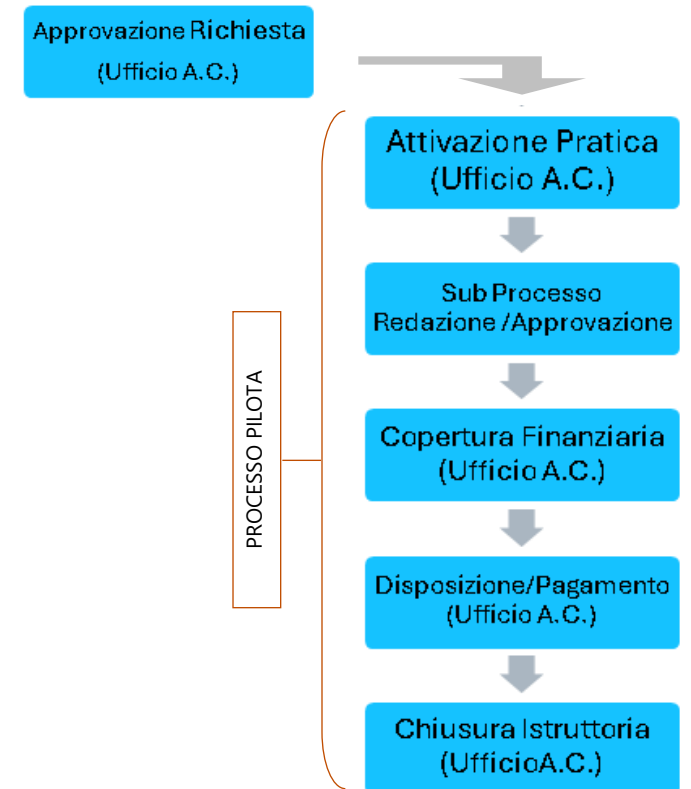 Approvazione Richiesta
(Ufficio A.C.)
Attivazione Pratica
(Ufficio A.C.)
Sub Processo
Redazione /Approvazione
PROCESSO PILOTA
Copertura Finanziaria
(Ufficio A.C.)
Disposizione/Pagamento
(Ufficio A.C.)
Chiusura Istruttoria
(UfficioA.C.)